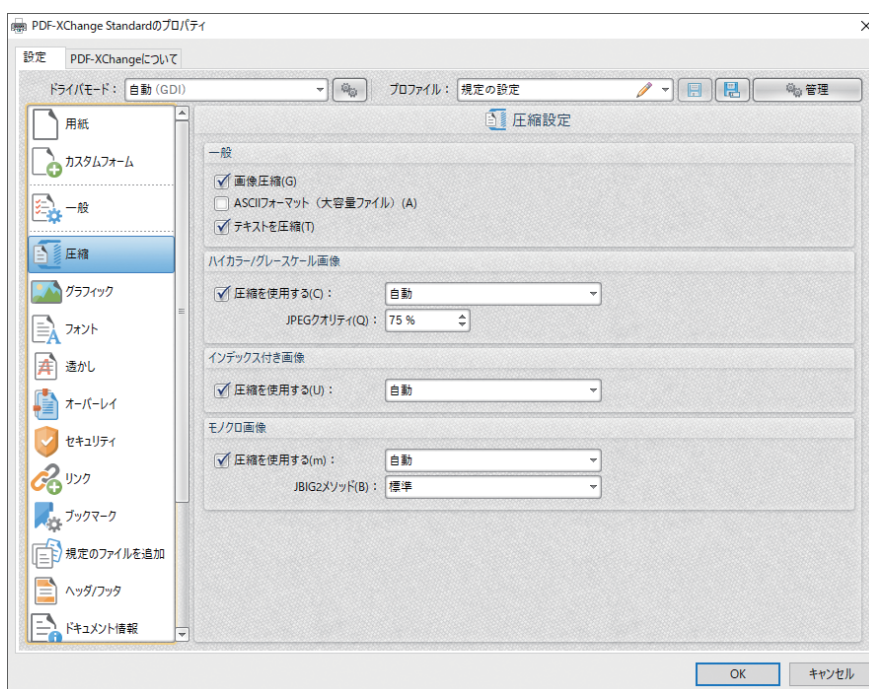 PDF-XChange Standardのプロパティ
設定 PDF-XChangeについて
ドライバモード： 自動 (GDI) プロファイル： 規定の設定 管理
用紙
カスタムフォーム
一般
圧縮
グラフィック
フォント
透かし
オーバーレイ
セキュリティ
リンク
ブックマーク
規定のファイルを追加
ヘッダ/フッタ
ドキュメント情報
圧縮設定
一般
画像圧縮(G)
ASCIIフォーマット（大容量ファイル）(A)
テキストを圧縮(T)
ハイカラー/グレースケール画像
圧縮を使用する(C)： 自動
JPEGクオリティ(Q)： 75 %
インデックス付き画像
圧縮を使用する(U)： 自動
モノクロ画像
圧縮を使用する(m)： 自動
JBIG2メソッド(B)： 標準
OK キャンセル